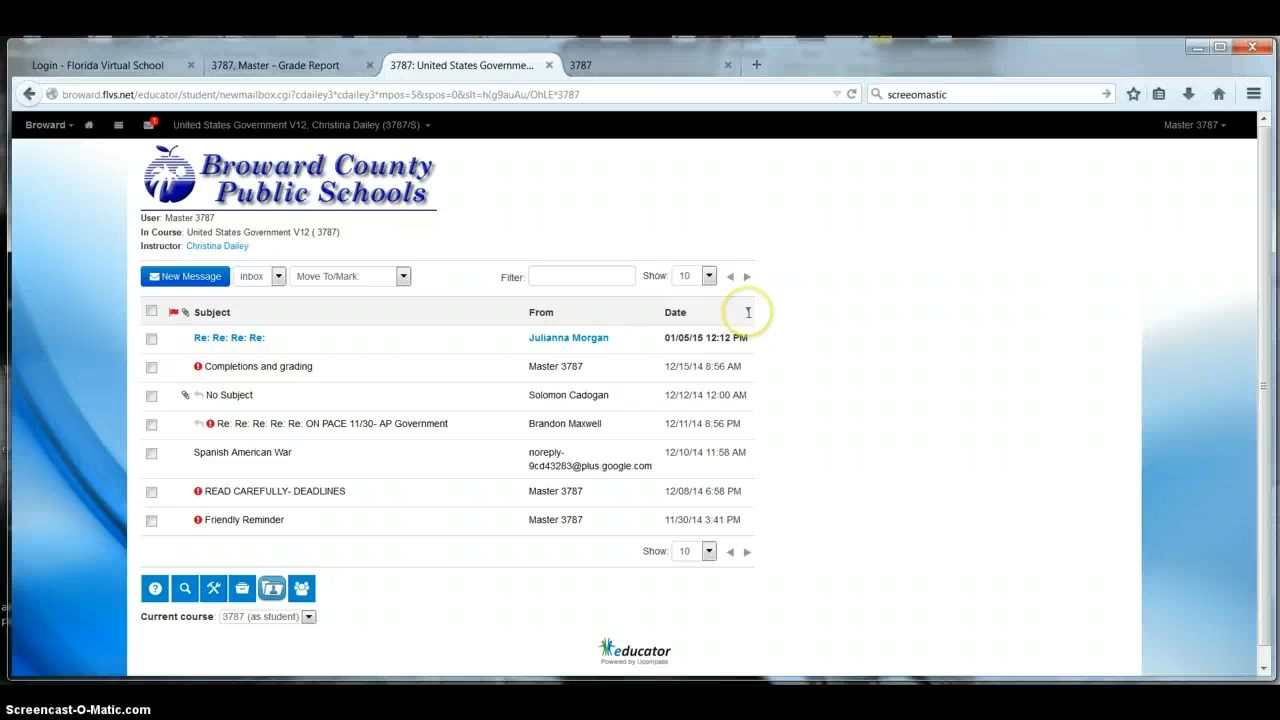 Login - Florida Virtual School
3787, Master - Grade Report
3787: United States Governme...
3787
broward.flvs.net/educator/student/newmailbox.cgi?cdailey3*cdailey3*mpos=5&spos=0&slt=h(g9auAu/OhLE*3787
screeomastic
Broward
1
United States Government V12, Christina Dailey (3787/S)
Master 3787
Broward County
Public Schools
User: Master 3787
In Course: United States Government V12 ( 3787)
Instructor: Christina Dailey
New Message Inbox Move To/Mark: Filter: Show: 10
Subject From Date
Re: Re: Re: Re: Julianna Morgan 01/05/15 12:12 PM
Completions and grading Master 3787 12/15/14 8:56 AM
No Subject Solomon Cadogan 12/12/14 12:00 AM
Re: Re: Re: Re: Re: ON PACE 11/30- AP Government Brandon Maxwell 12/11/14 8:56 PM
Spanish American War noreply-9cd43283@plus.google.com 12/10/14 11:58 AM
READ CAREFULLY- DEADLINES Master 3787 12/08/14 6:58 PM
Friendly Reminder Master 3787 11/30/14 3:41 PM
Show: 10
Current course: 3787 (as student)
educator
Powered by Ucompass
Screencast-O-Matic.com